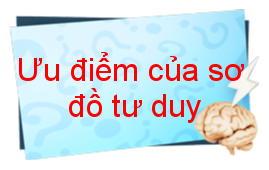 Ưu điểm của sơ
đồ tư duy